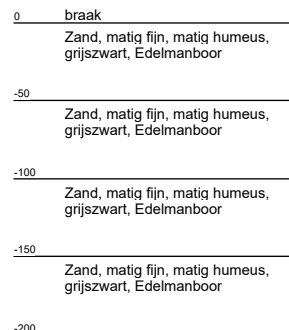 0 braak
Zand, matig fijn, matig humeus,
grijszwart, Edelmanboor
-50
Zand, matig fijn, matig humeus,
grijszwart, Edelmanboor
-100
Zand, matig fijn, matig humeus,
grijszwart, Edelmanboor
-150
Zand, matig fijn, matig humeus,
grijszwart, Edelmanboor
-200